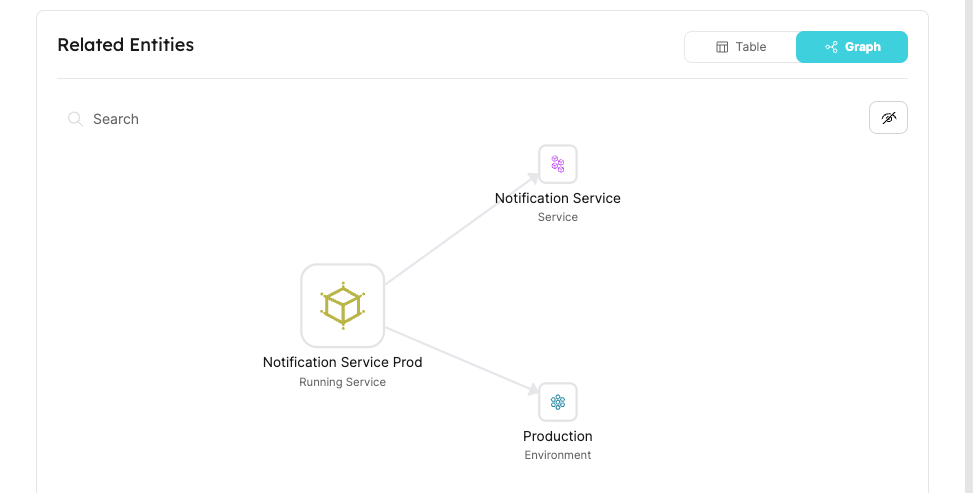 Related Entities
Table
Graph
Search
Notification Service
Service
Notification Service Prod
Running Service
Production
Environment